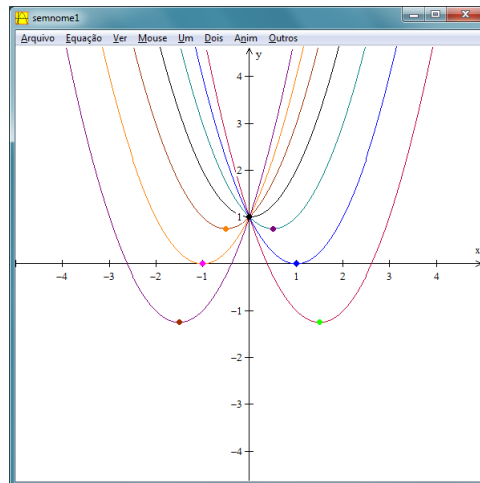 semnome1
Arquivo Equação Ver Mouse Um Dois Anim Outros
y
4
3
2
1
x
−4 −3 −2 −1 1 2 3 4
−1
−2
−3
−4